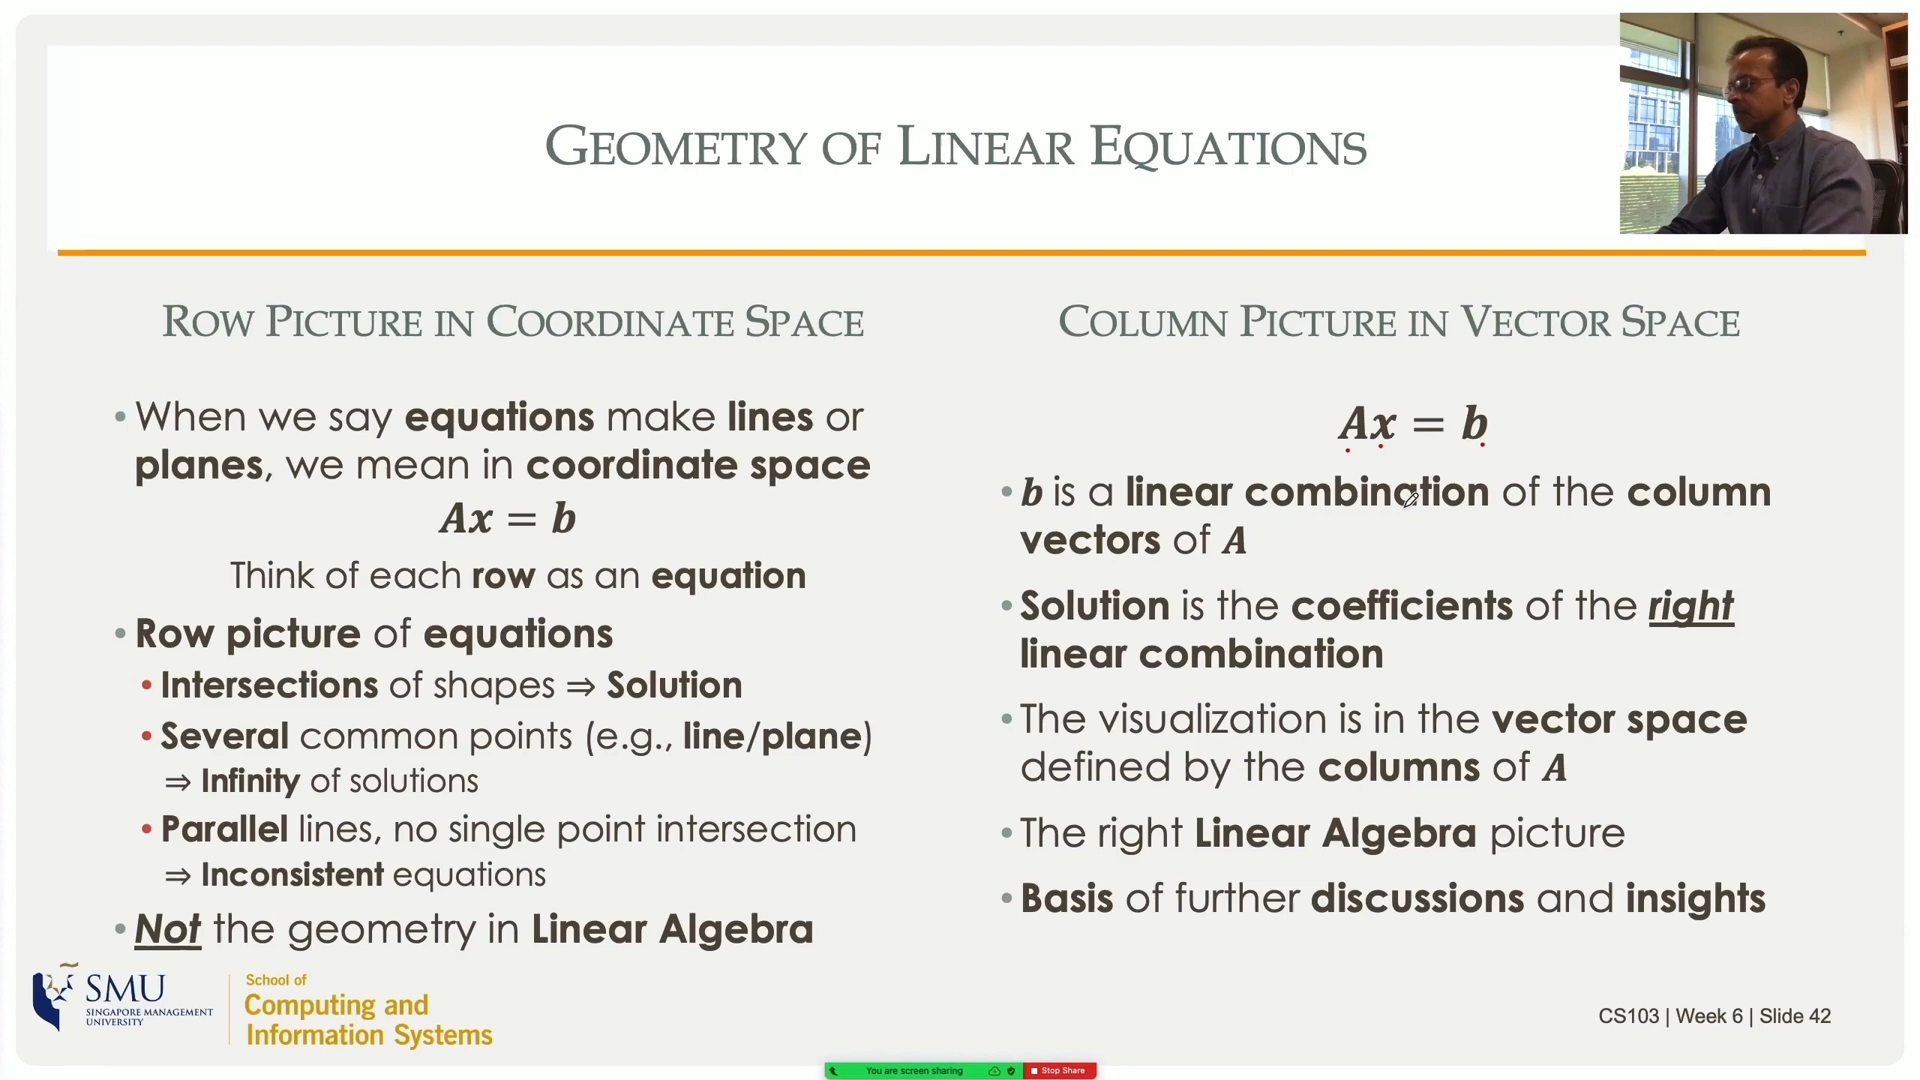 GEOMETRY OF LINEAR EQUATIONS
ROW PICTURE IN COORDINATE SPACE
• When we say equations make lines or
planes, we mean in coordinate space
Ax = b
Think of each row as an equation
• Row picture of equations
• Intersections of shapes ⇒ Solution
• Several common points (e.g., line/plane)
⇒ Infinity of solutions
• Parallel lines, no single point intersection
⇒ Inconsistent equations
• Not the geometry in Linear Algebra
COLUMN PICTURE IN VECTOR SPACE
Ax = b
• b is a linear combination of the column
vectors of A
• Solution is the coefficients of the right
linear combination
• The visualization is in the vector space
defined by the columns of A
• The right Linear Algebra picture
• Basis of further discussions and insights
SMU
SINGAPORE MANAGEMENT
UNIVERSITY
School of
Computing and
Information Systems
CS103 | Week 6 | Slide 42
You are screen sharing
Stop Share